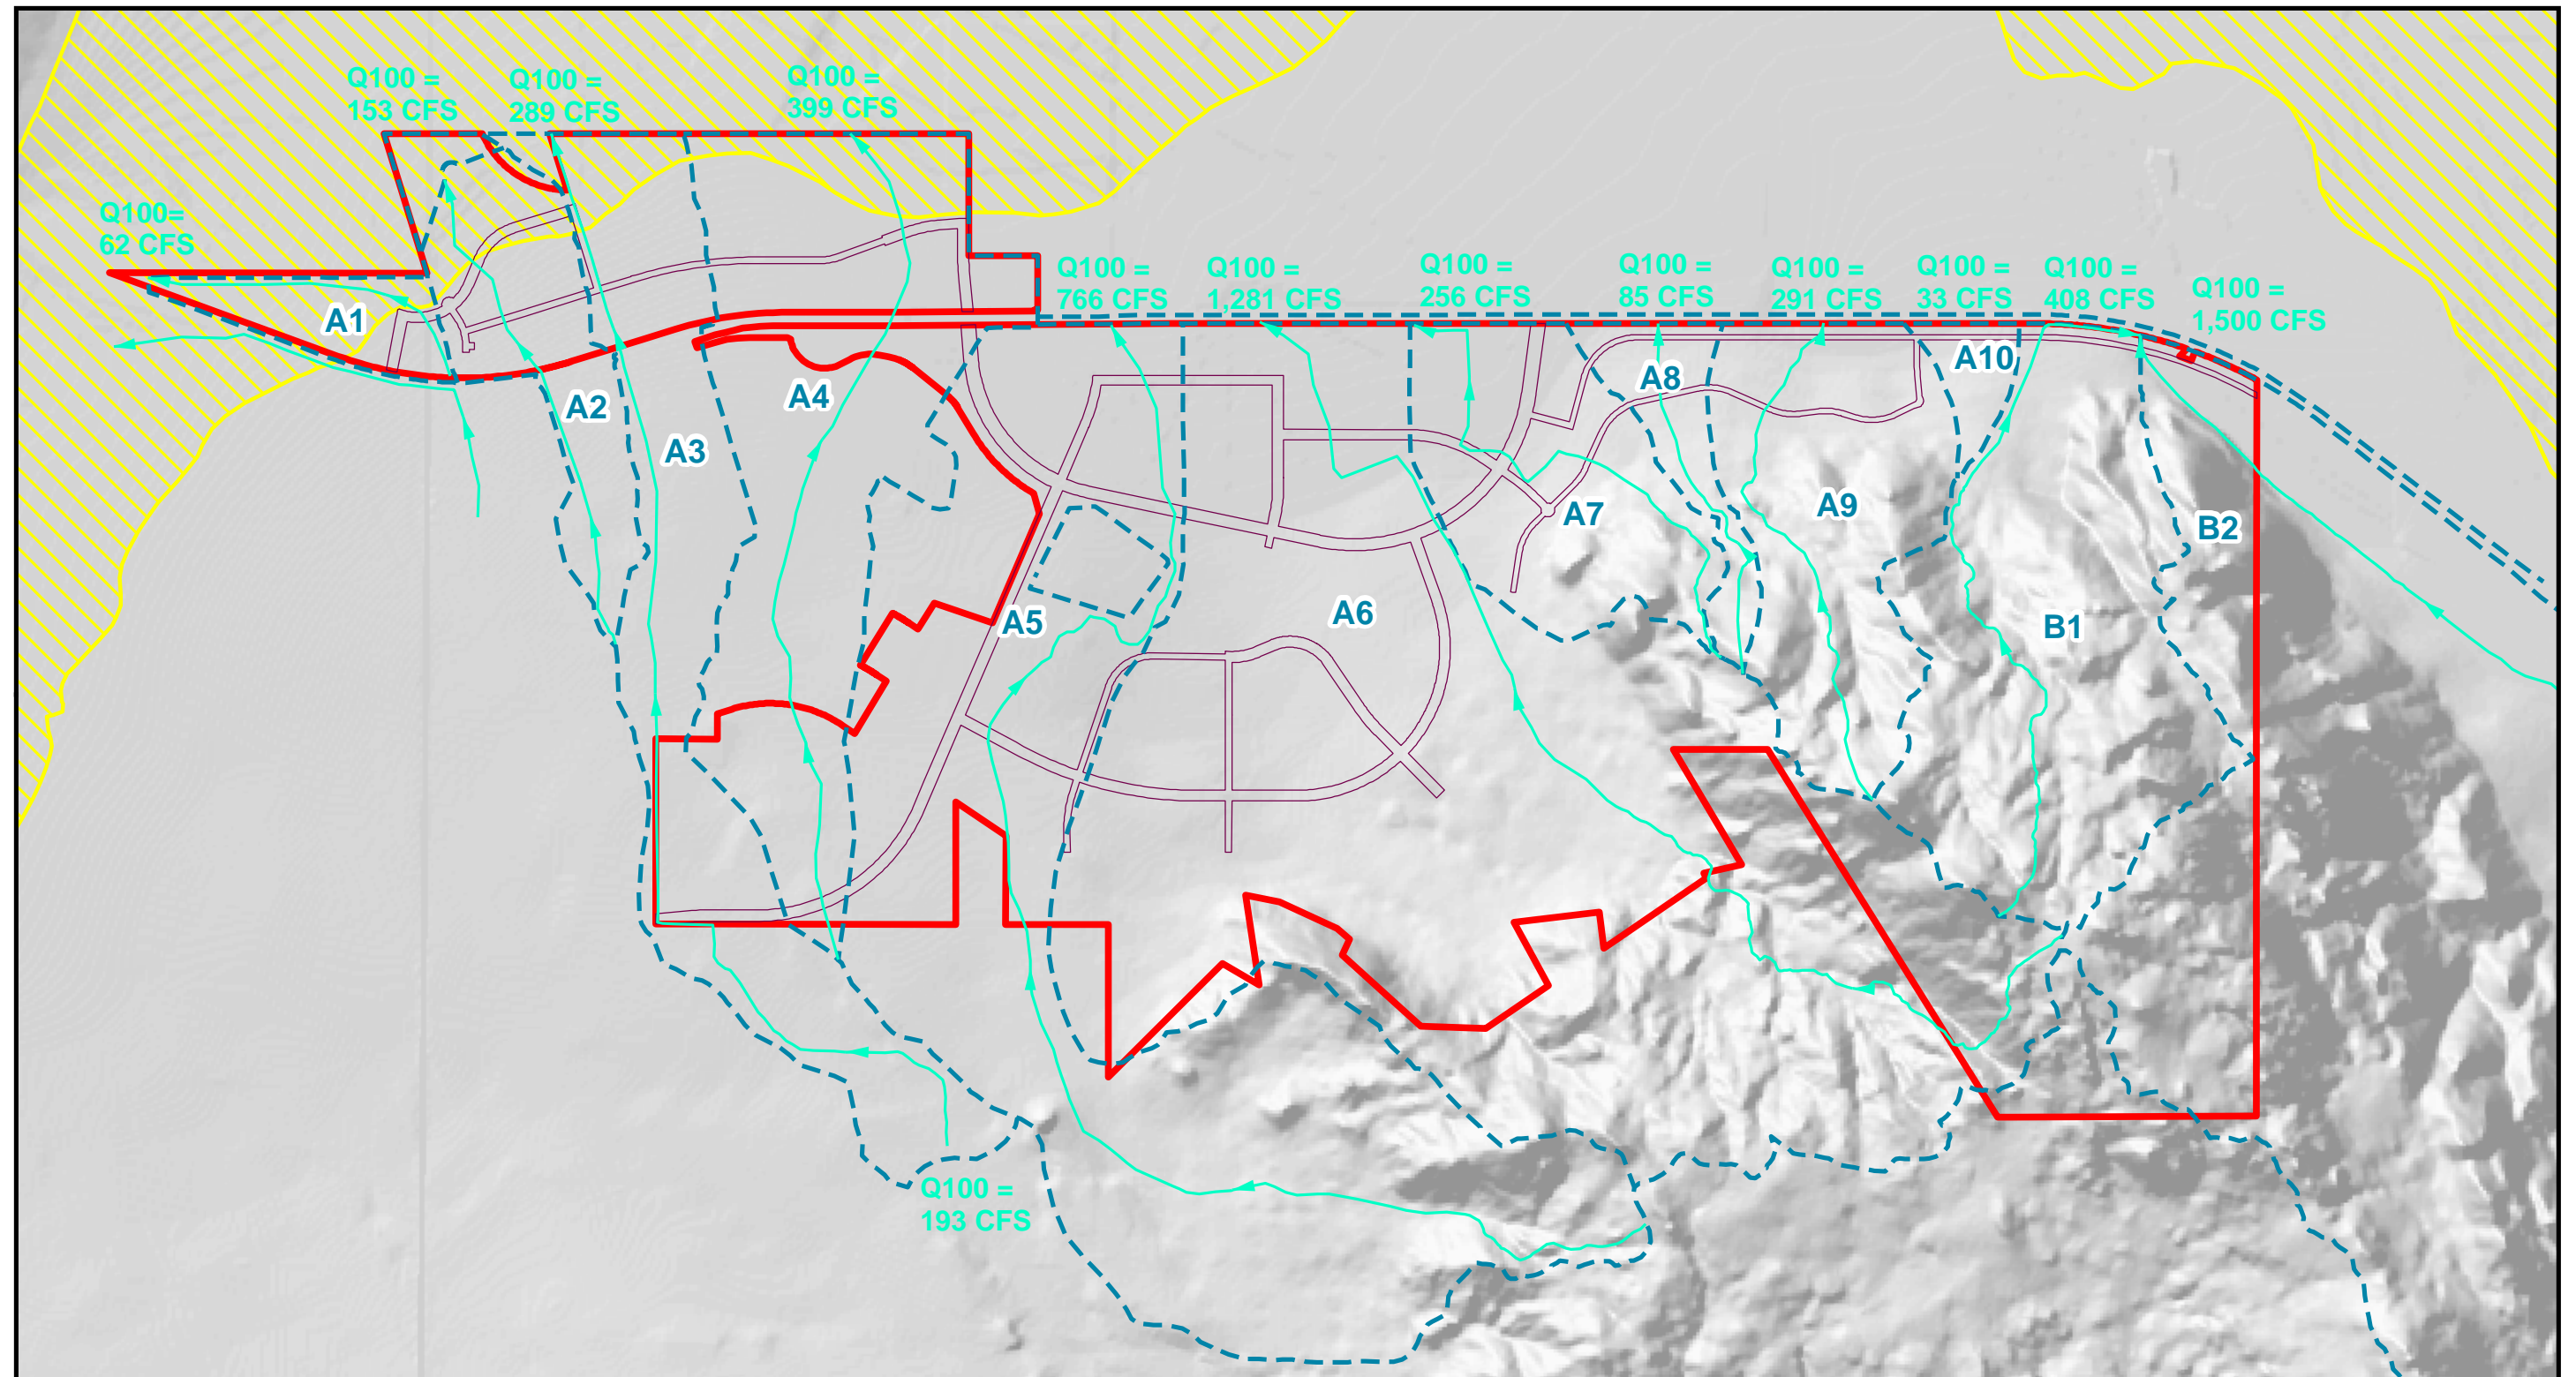 Q100 =
153 CFS
Q100 =
289 CFS
Q100 =
399 CFS
Q100=
62 CFS
Q100 =
766 CFS
Q100 =
1,281 CFS
Q100 =
256 CFS
Q100 =
85 CFS
Q100 =
291 CFS
Q100 =
33 CFS
Q100 =
408 CFS
Q100 =
1,500 CFS
A1
A2
A3
A4
A5
A6
A7
A8
A9
A10
B1
B2
Q100 =
193 CFS